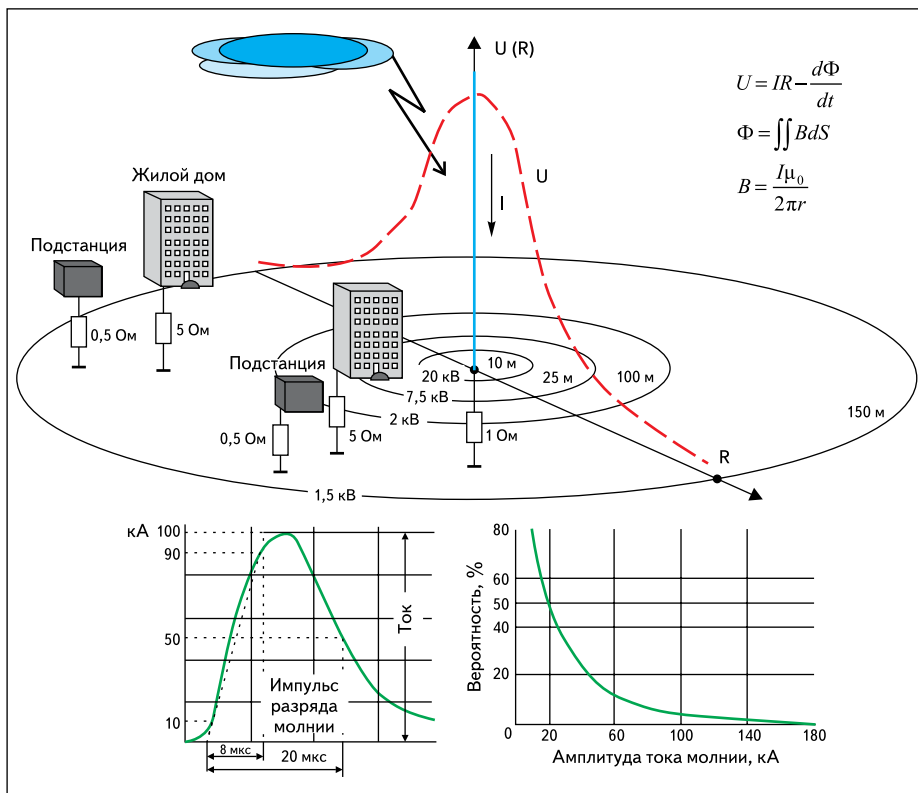 U (R)
U = IR − dΦ/dt
Φ = ∬ BdS
B = Iμ₀/2πr
Жилой дом
Подстанция
U
I
0,5 Ом
5 Ом
Подстанция
10 м
20 кВ
25 м
100 м
7,5 кВ
2 кВ
150 м
0,5 Ом
5 Ом
1 Ом
R
1,5 кВ
кА
100
90
50
10
Ток
Импульс
разряда
молнии
8 мкс
20 мкс
Вероятность, %
80
60
50
40
20
0
20
60
100
140
180
Амплитуда тока молнии, кА